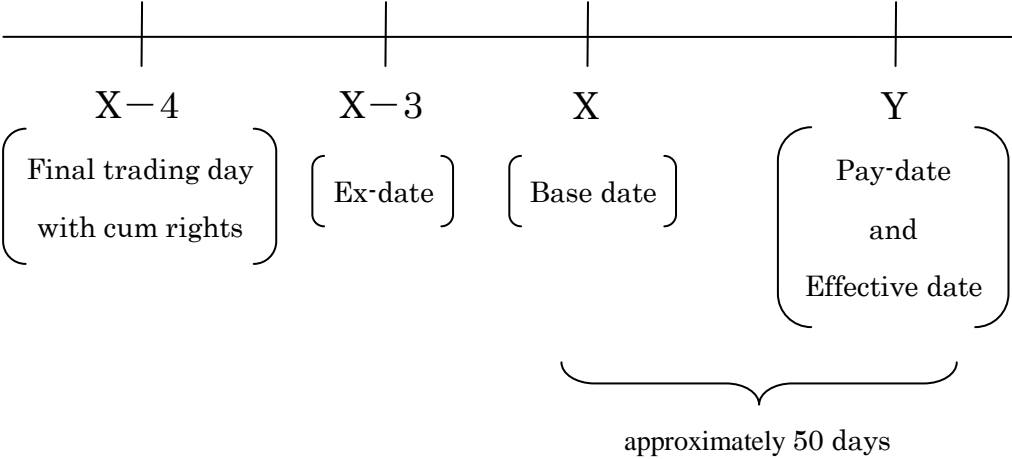 X－4
X－3
X
Y
Final trading day
with cum rights
Ex-date
Base date
Pay-date
and
Effective date
approximately 50 days